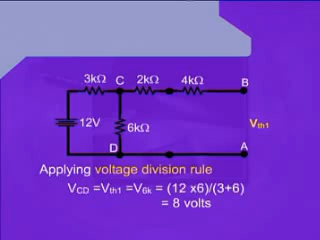 3kΩ C 2kΩ 4kΩ B
12V 6kΩ Vth1
D A
Applying voltage division rule
VCD =Vth1 =V6k = (12 x6)/(3+6)
= 8 volts